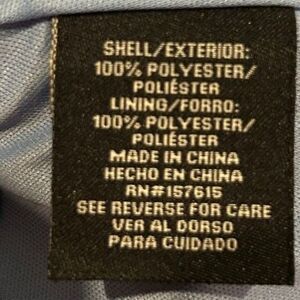 SHELL/EXTERIOR:
100% POLYESTER/
POLIÉSTER
LINING/FORRO:
100% POLYESTER/
POLIÉSTER
MADE IN CHINA
HECHO EN CHINA
RN#157615
SEE REVERSE FOR CARE
VER AL DORSO
PARA CUIDADO